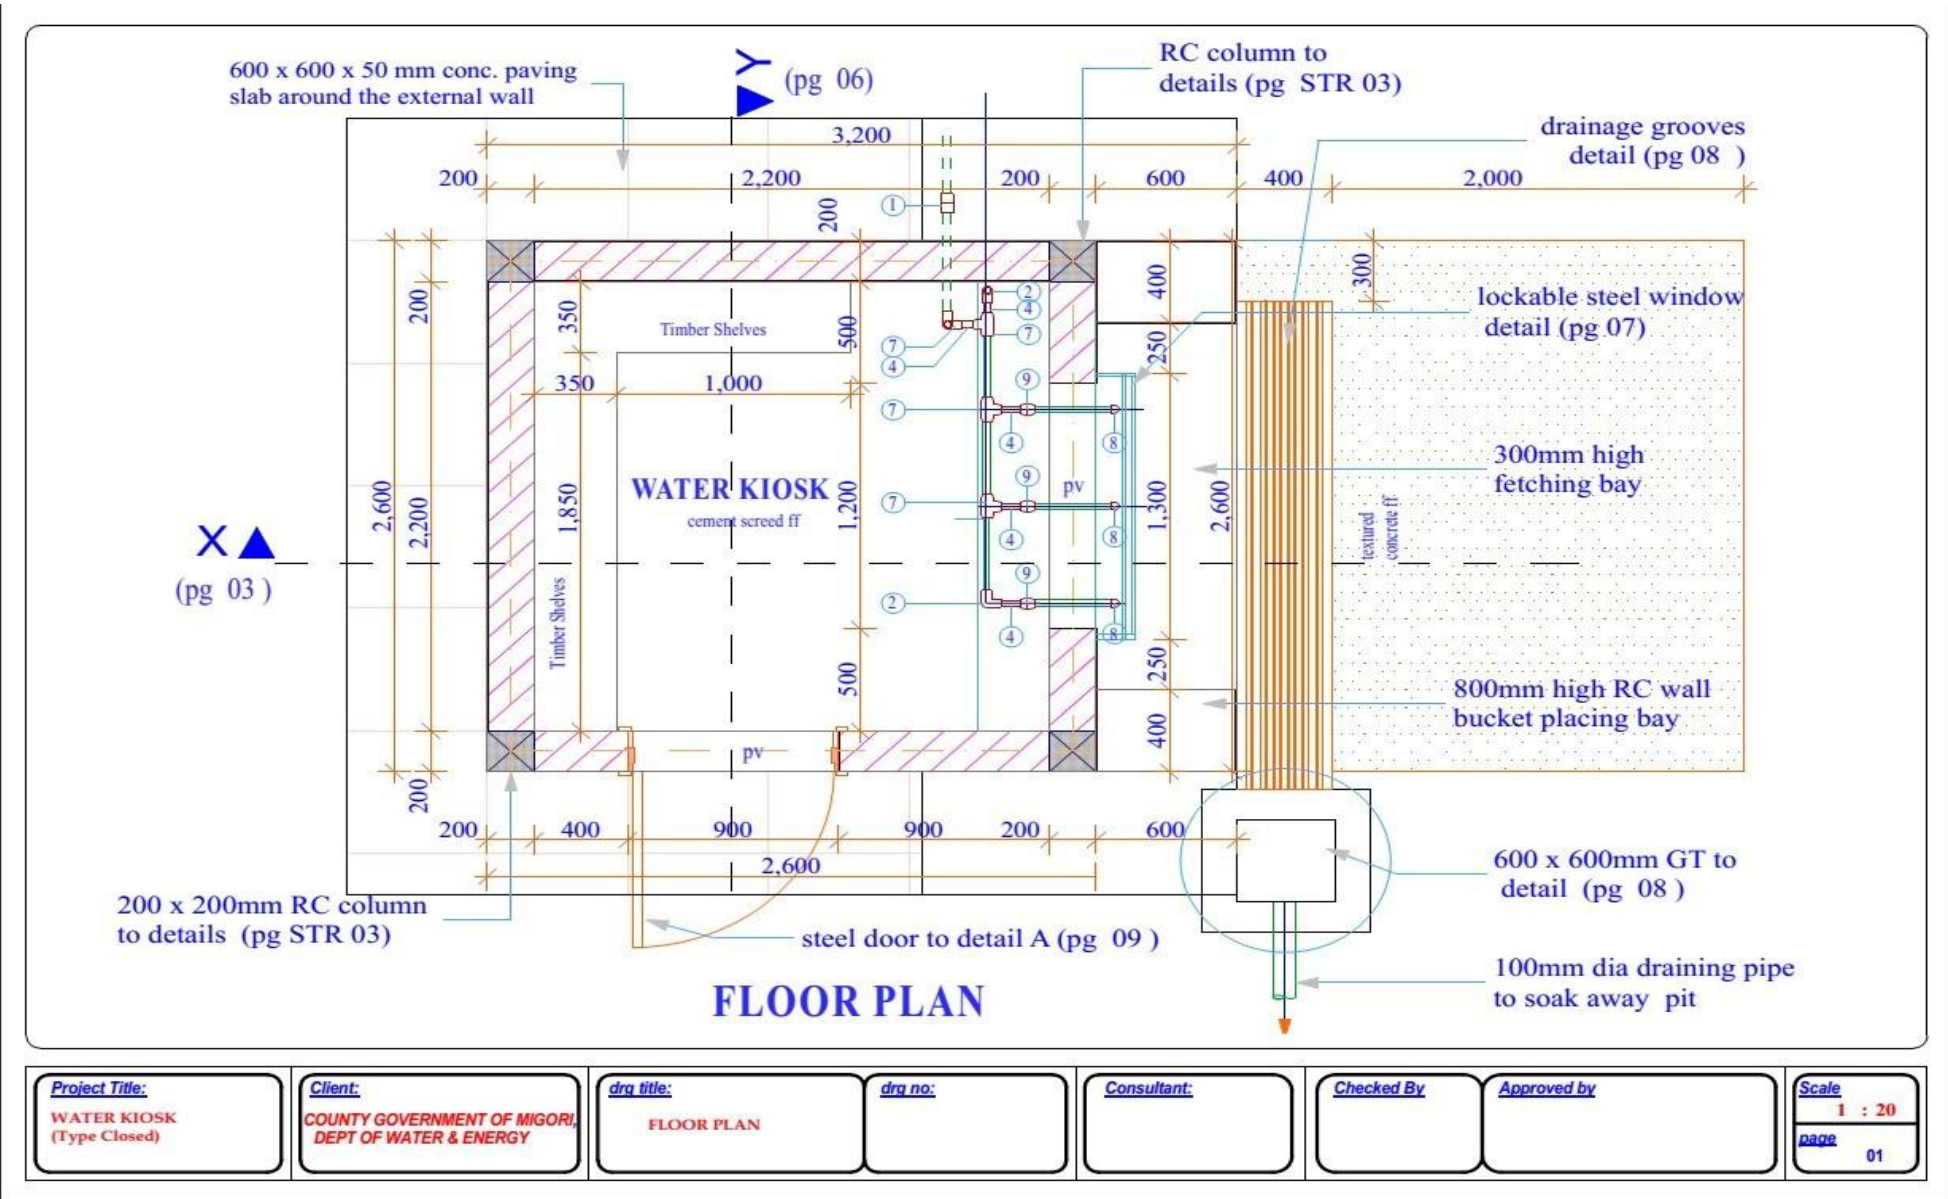 600 x 600 x 50 mm conc. paving
slab around the external wall
Y
(pg 06)
RC column to
details (pg STR 03)
drainage grooves
detail (pg 08 )
3,200
200
2,200
200
600
400
2,000
200
1
400
300
lockable steel window
detail (pg 07)
200
350
Timber Shelves
500
2
4
7
7
4
250
350
1,000
9
7
4
8
300mm high
fetching bay
WATER KIOSK
cement screed ff
9
pv
7
4
8
2,600
2,200
1,850
1,200
1,300
2,600
textured
concrete ff
X
(pg 03 )
9
2
4
8
Timber Shelves
500
250
800mm high RC wall
bucket placing bay
400
pv
200
200
400
900
900
200
600
2,600
600 x 600mm GT to
detail (pg 08 )
200 x 200mm RC column
to details (pg STR 03)
steel door to detail A (pg 09 )
100mm dia draining pipe
to soak away pit
FLOOR PLAN
Project Title:
WATER KIOSK
(Type Closed)
Client:
COUNTY GOVERNMENT OF MIGORI,
DEPT OF WATER & ENERGY
drg title:
FLOOR PLAN
drg no:
Consultant:
Checked By
Approved by
Scale
1 : 20
page
01